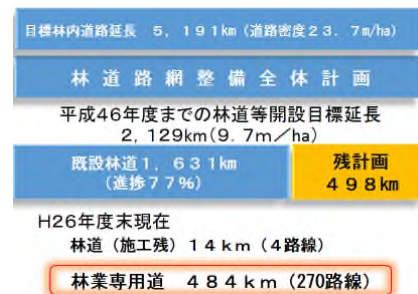 目標林内道路延長 5,191km(道路密度23.7m/ha)
林道路網整備全体計画
平成46年度までの林道等開設目標延長
2,129km(9.7m/ha)
既設林道1,631km
(進捗77%)
残計画
498km
H26年度末現在
林道(施工残)14km(4路線)
林業専用道 484km(270路線)